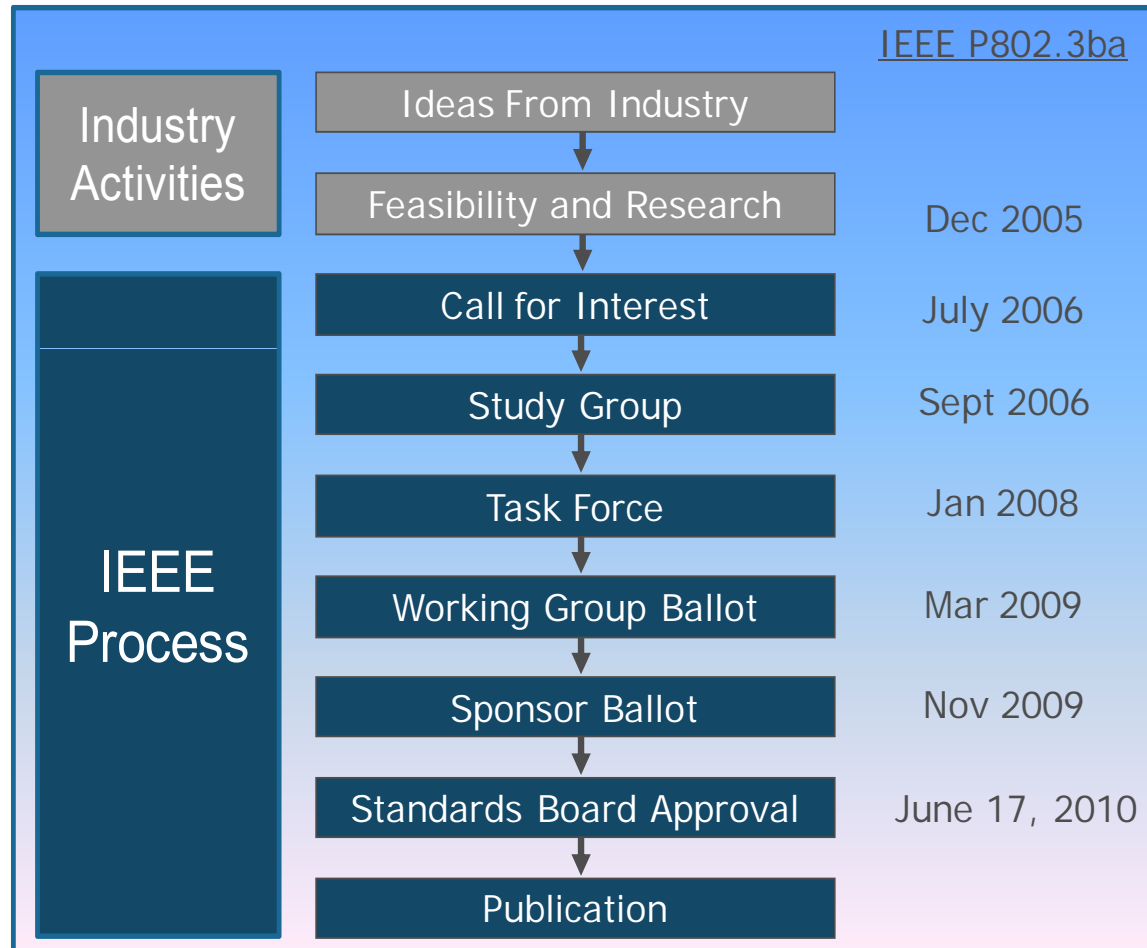 IEEE P802.3ba
Industry
Activities
Ideas From Industry
Feasibility and Research
Dec 2005
IEEE
Process
Call for Interest
July 2006
Study Group
Sept 2006
Task Force
Jan 2008
Working Group Ballot
Mar 2009
Sponsor Ballot
Nov 2009
Standards Board Approval
June 17, 2010
Publication